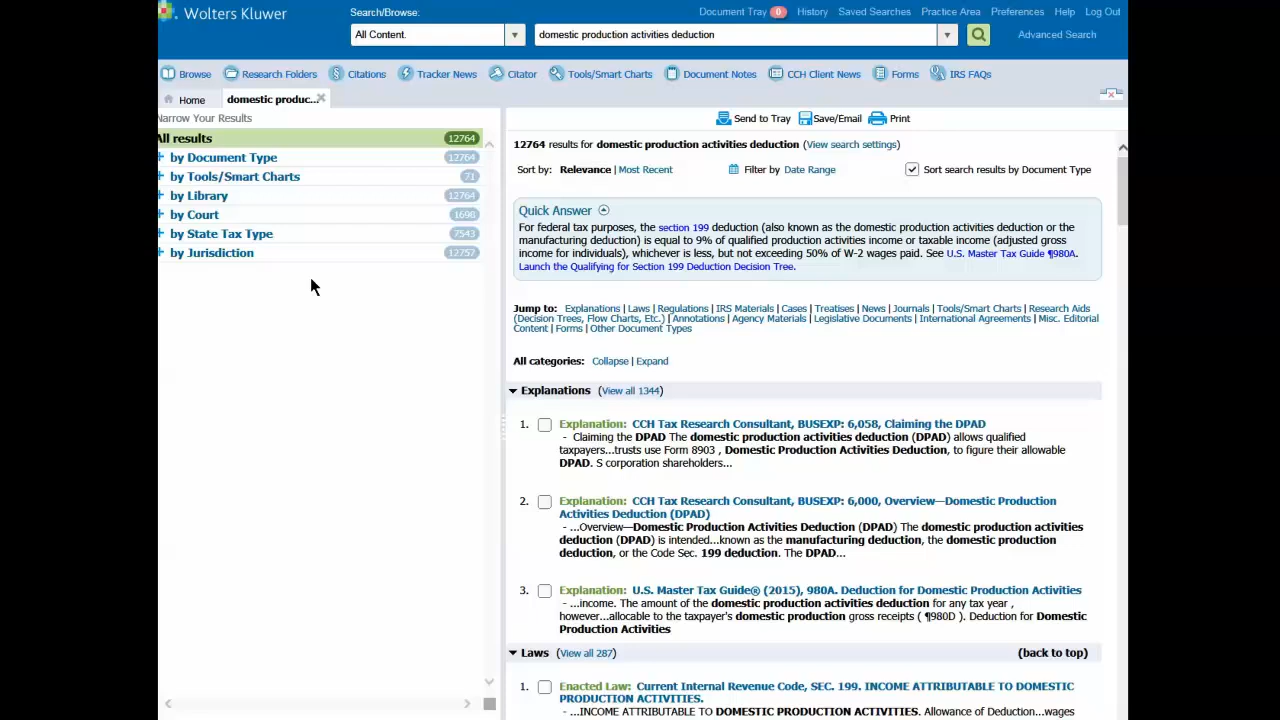 Wolters Kluwer
Search/Browse:
Document Tray 0 History Saved Searches Practice Area Preferences Help Log Out
All Content.
domestic production activities deduction
Advanced Search
Browse Research Folders Citations Tracker News Citator Tools/Smart Charts Document Notes CCH Client News Forms IRS FAQs
Home domestic produc...
Narrow Your Results
All results 12764
by Document Type 12764
by Tools/Smart Charts 71
by Library 12764
by Court 1690
by State Tax Type 7543
by Jurisdiction 12757
Send to Tray Save/Email Print
12764 results for domestic production activities deduction (View search settings)
Sort by: Relevance | Most Recent Filter by Date Range Sort search results by Document Type
Quick Answer
For federal tax purposes, the section 199 deduction (also known as the domestic production activities deduction or the
manufacturing deduction) is equal to 9% of qualified production activities income or taxable income (adjusted gross
income for individuals), whichever is less, but not exceeding 50% of W-2 wages paid. See U.S. Master Tax Guide ¶980A.
Launch the Qualifying for Section 199 Deduction Decision Tree.
Jump to: Explanations | Laws | Regulations | IRS Materials | Cases | Treatises | News | Journals | Tools/Smart Charts | Research Aids
(Decision Trees, Flow Charts, Etc.) | Annotations | Agency Materials | Legislative Documents | International Agreements | Misc. Editorial
Content | Forms | Other Document Types
All categories: Collapse | Expand
Explanations (View all 1344)
1. Explanation: CCH Tax Research Consultant, BUSEXP: 6,058, Claiming the DPAD
- Claiming the DPAD The domestic production activities deduction (DPAD) allows qualified
taxpayers...trusts use Form 8903 , Domestic Production Activities Deduction, to figure their allowable
DPAD. S corporation shareholders...
2. Explanation: CCH Tax Research Consultant, BUSEXP: 6,000, Overview—Domestic Production
Activities Deduction (DPAD)
- ...Overview—Domestic Production Activities Deduction (DPAD) The domestic production activities
deduction (DPAD) is intended...known as the manufacturing deduction, the domestic production
deduction, or the Code Sec. 199 deduction. The DPAD...
3. Explanation: U.S. Master Tax Guide® (2015), 980A. Deduction for Domestic Production Activities
- ...income. The amount of the domestic production activities deduction for any tax year ,
however...allocable to the taxpayer's domestic production gross receipts ( ¶980D ). Deduction for Domestic
Production Activities
Laws (View all 287) (back to top)
1. Enacted Law: Current Internal Revenue Code, SEC. 199. INCOME ATTRIBUTABLE TO DOMESTIC
PRODUCTION ACTIVITIES.
- ...INCOME ATTRIBUTABLE TO DOMESTIC PRODUCTION ACTIVITIES. Allowance of Deduction...wages